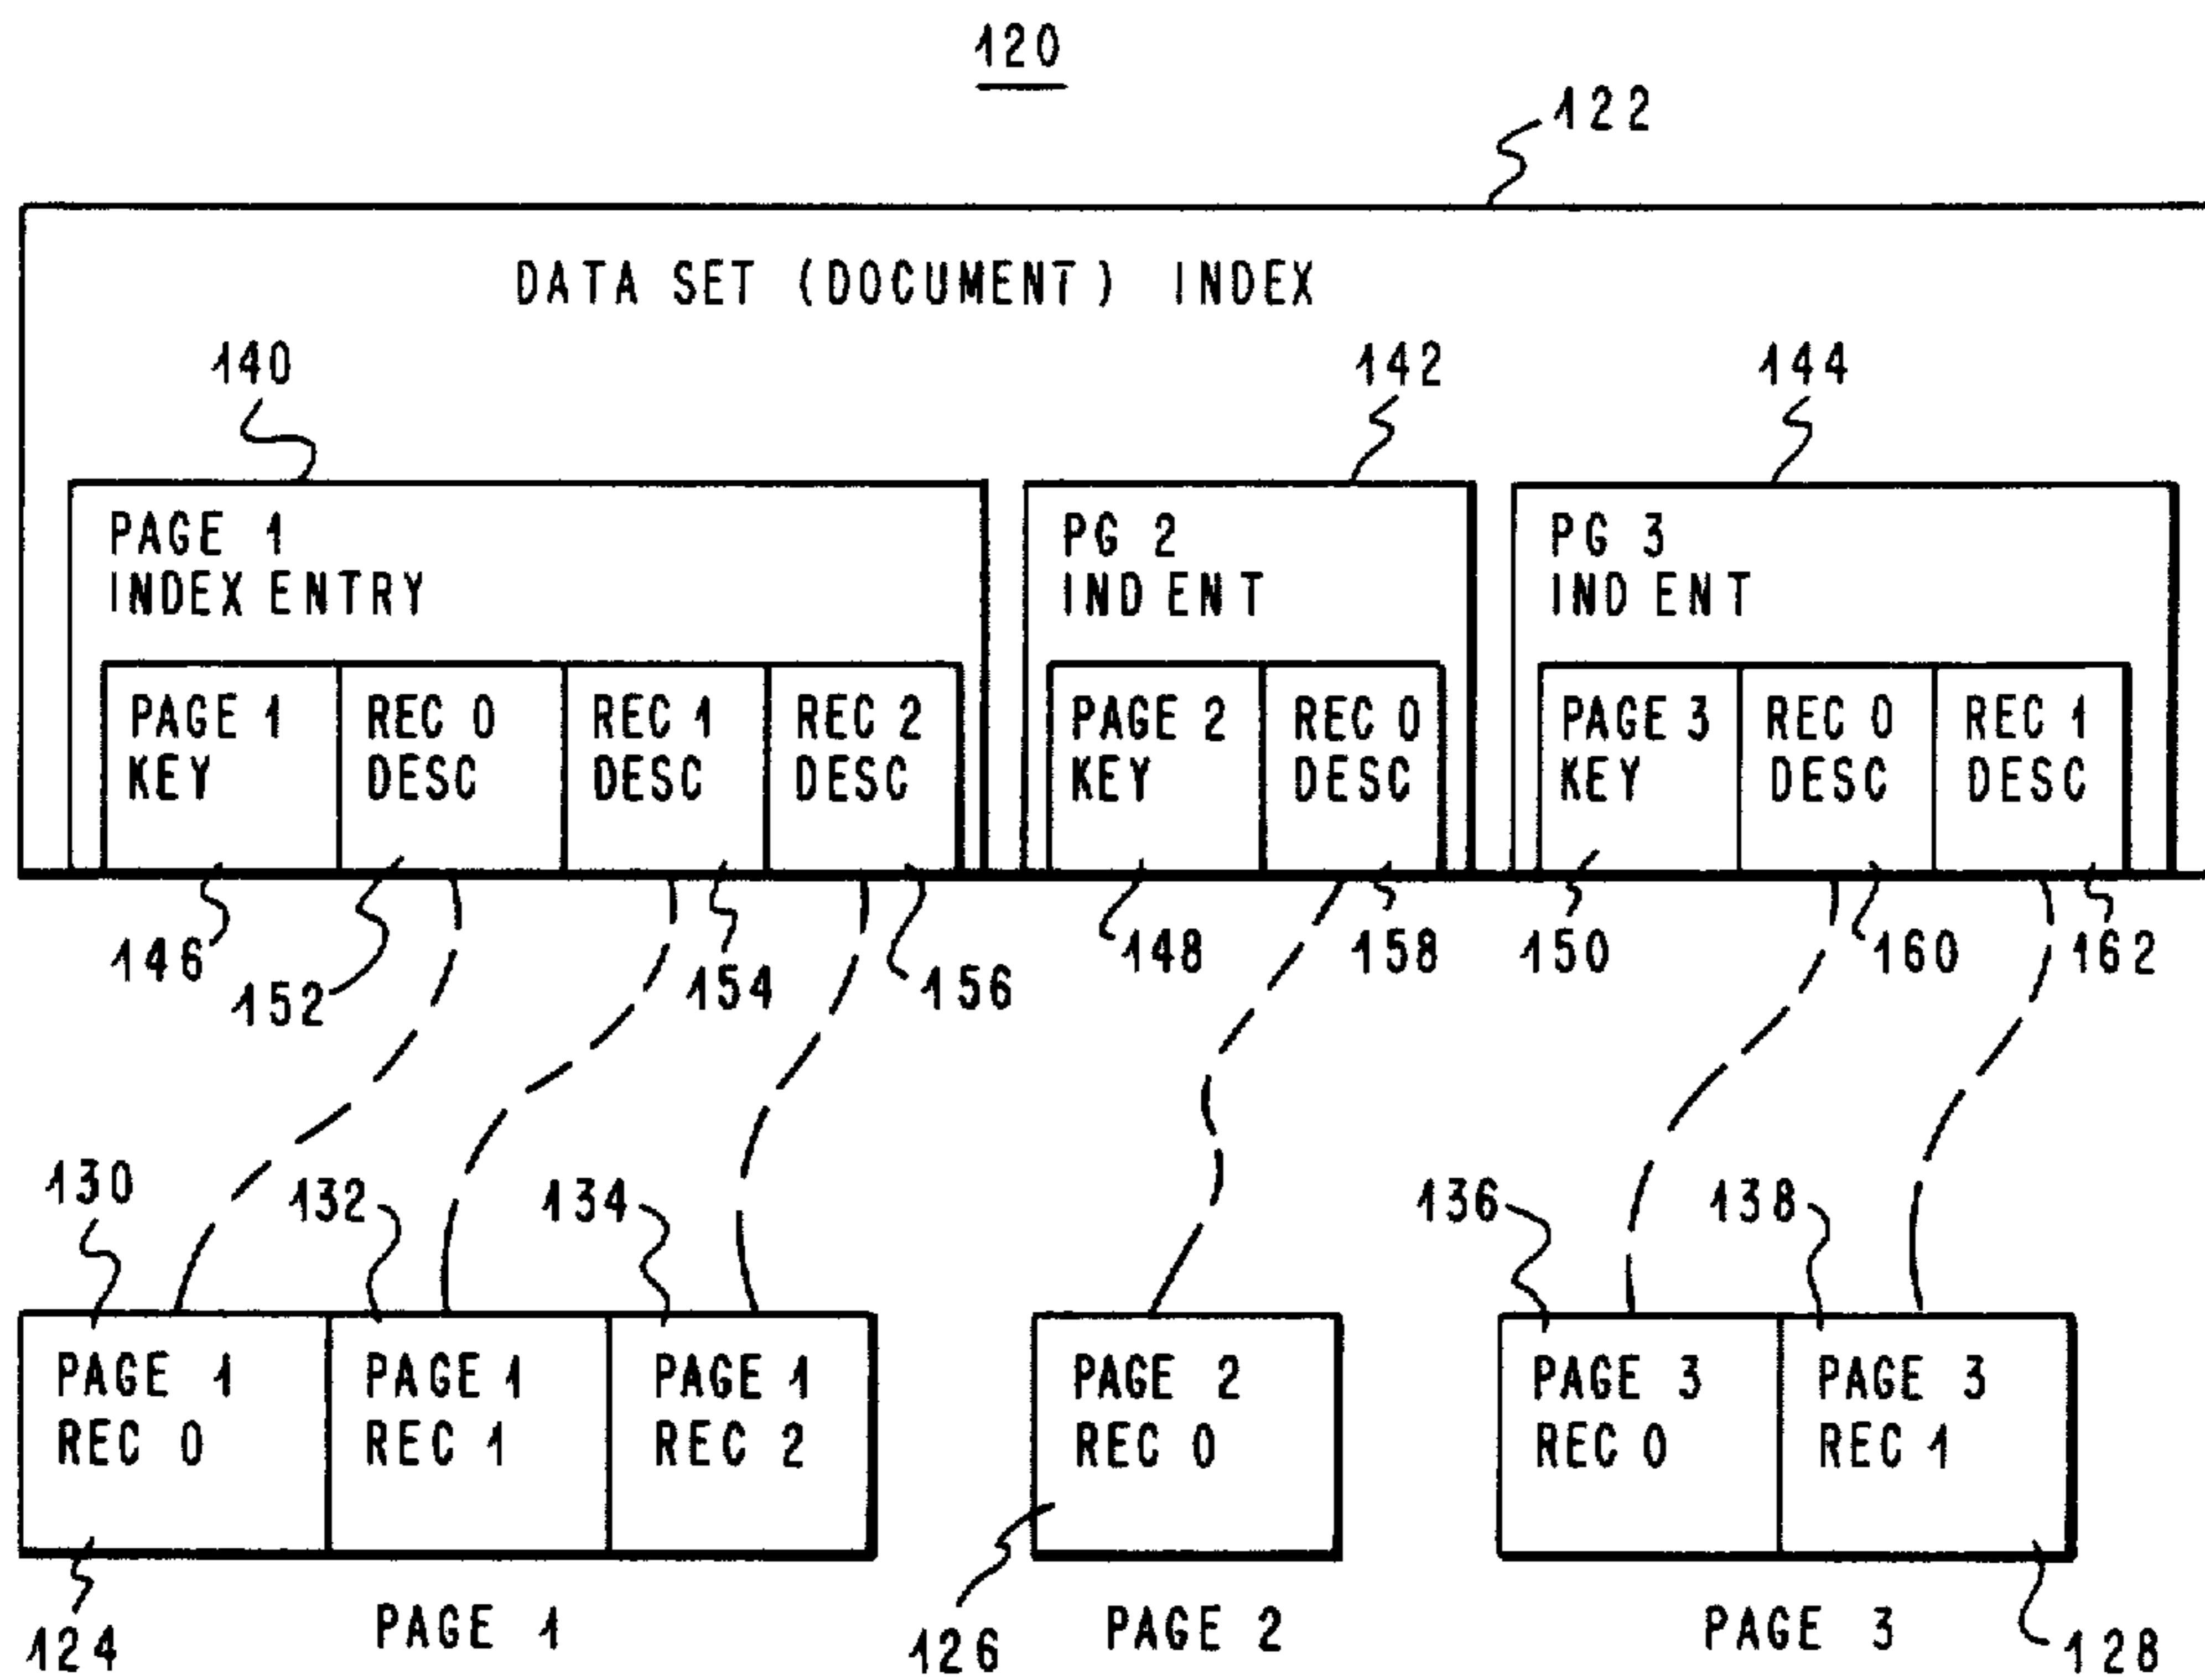 120
122
DATA SET (DOCUMENT) INDEX
140
142
144
PAGE 1
INDEX ENTRY
PG 2
IND ENT
PG 3
IND ENT
PAGE 1
KEY
REC 0
DESC
REC 1
DESC
REC 2
DESC
PAGE 2
KEY
REC 0
DESC
PAGE 3
KEY
REC 0
DESC
REC 1
DESC
146
152
154
156
148
158
150
160
162
130
132
134
136
138
PAGE 1
REC 0
PAGE 1
REC 1
PAGE 1
REC 2
PAGE 2
REC 0
PAGE 3
REC 0
PAGE 3
REC 1
124
PAGE 1
126
PAGE 2
PAGE 3
128